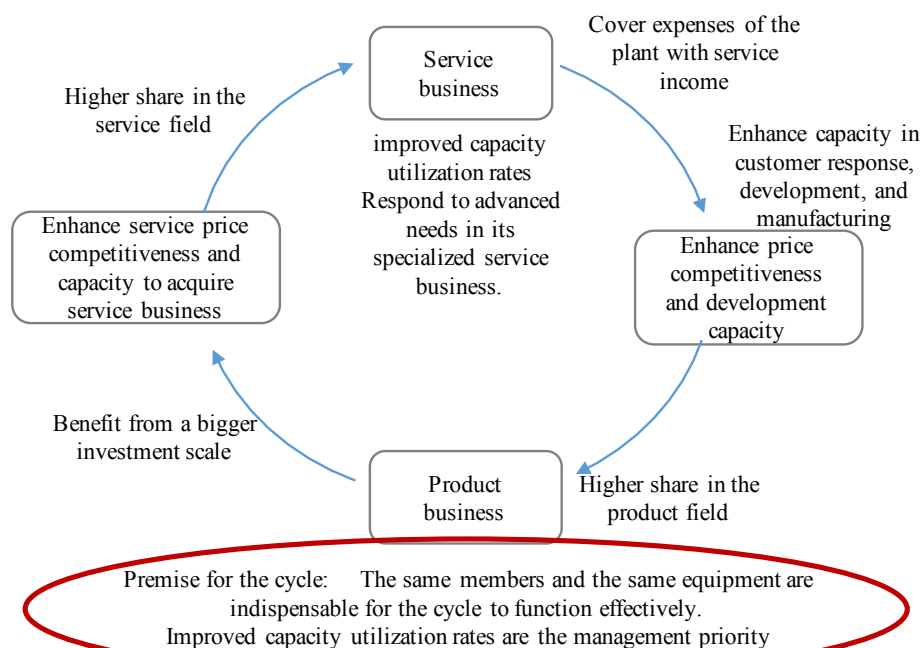 Service
business
improved capacity
utilization rates
Respond to advanced
needs in its
specialized service
business.
Cover expenses of the
plant with service
income
Enhance capacity in
customer response,
development, and
manufacturing
Enhance price
competitiveness
and development
capacity
Higher share in the
product field
Product
business
Benefit from a bigger
investment scale
Enhance service price
competitiveness and
capacity to acquire
service business
Higher share in the
service field
Premise for the cycle: The same members and the same equipment are
indispensable for the cycle to function effectively.
Improved capacity utilization rates are the management priority